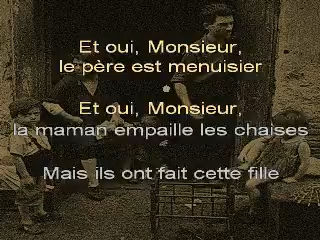 Et oui, Monsieur,
le père est menuisier
Et oui, Monsieur,
la maman empaille les chaises
Mais ils ont fait cette fille